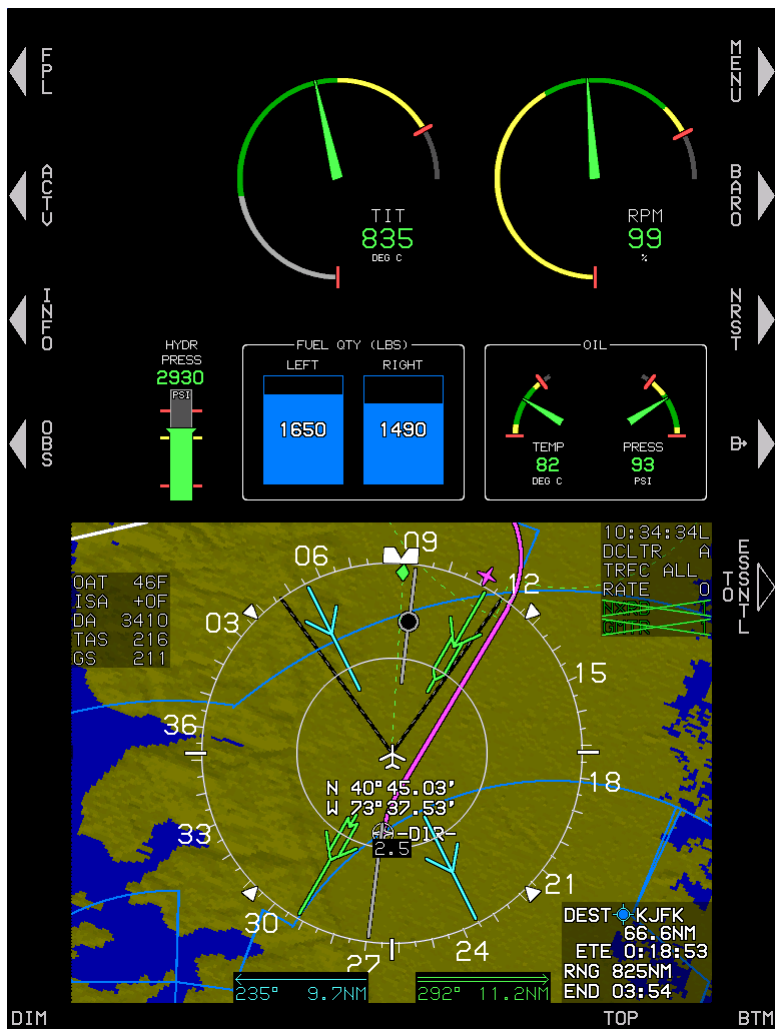 FPL
MENU
ACTV
BARO
TIT
835
DEG C
RPM
99
%
INFO
NRST
HYDR
PRESS
2930
PSI
FUEL QTY (LBS)
LEFT RIGHT
1650 1490
OIL
TEMP
82
DEG C
PRESS
93
PSI
OBS
ESSNTL
TO
OAT 46F
ISA +0F
DA 3410
TAS 216
GS 211
10:34:34L
DCLTR A
TRFC ALL
RATE 0
06
09
12
03
15
36
18
33
21
30
24
27
N 40°45.03'
W 73°37.53'
-DIR-
2.5
DEST KJFK
66.6NM
ETE 0:18:53
RNG 825NM
END 03:54
235° 9.7NM
292° 11.2NM
DIM TOP BTM